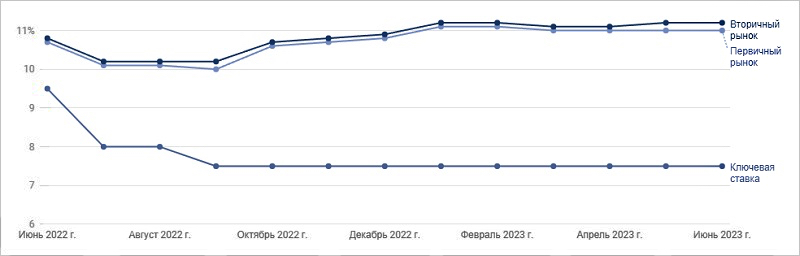 11%
10
9
8
7
6
Июнь 2022 г.
Август 2022 г.
Октябрь 2022 г.
Декабрь 2022 г.
Февраль 2023 г.
Апрель 2023 г.
Июнь 2023 г.
Вторичный
рынок
Первичный
рынок
Ключевая
ставка